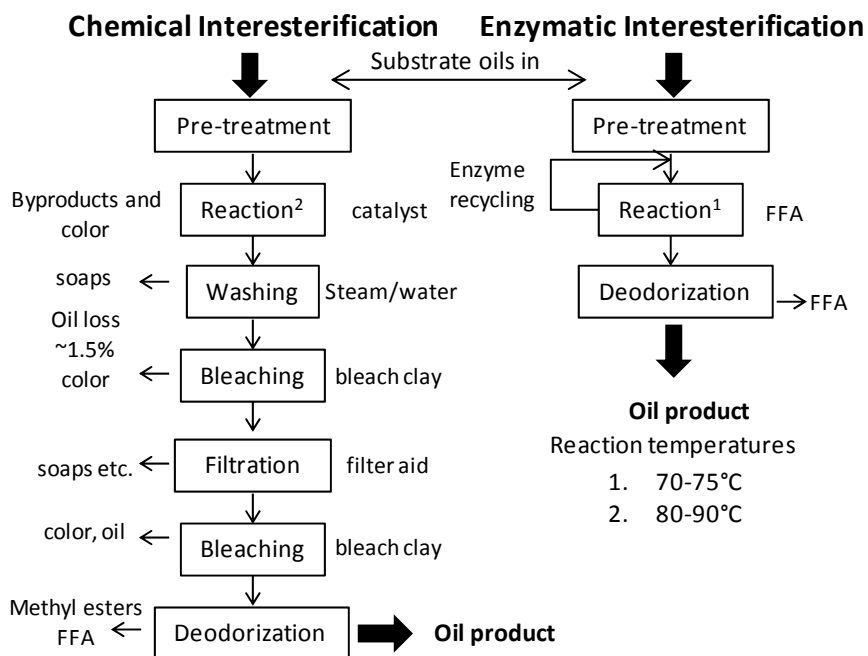 Chemical Interesterification
Enzymatic Interesterification
Substrate oils in
Pre-treatment
Pre-treatment
Byproducts and
color
Reaction²
catalyst
Enzyme
recycling
Reaction¹
FFA
soaps
Washing
Steam/water
Deodorization
FFA
Oil loss
~1.5%
color
Bleaching
bleach clay
soaps etc.
Filtration
filter aid
color, oil
Bleaching
bleach clay
Methyl esters
FFA
Deodorization
Oil product
Oil product
Reaction temperatures
1. 70-75°C
2. 80-90°C